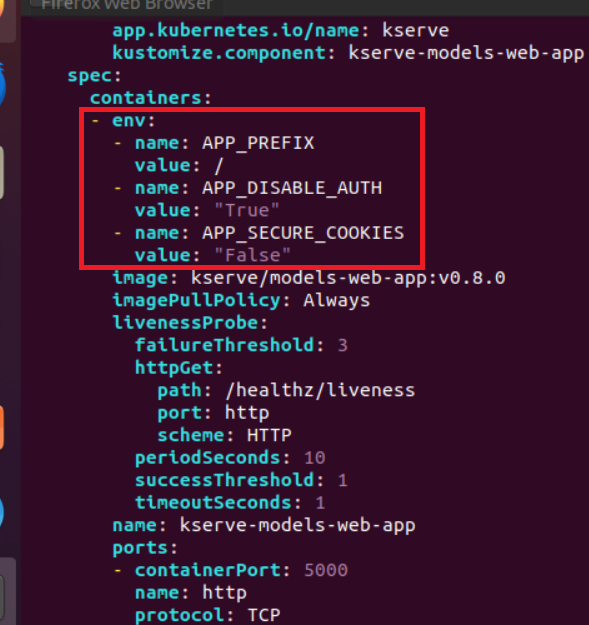 Firefox Web Browser
app.kubernetes.io/name: kserve
kustomize.component: kserve-models-web-app
spec:
containers:
- env:
- name: APP_PREFIX
value: /
- name: APP_DISABLE_AUTH
value: "True"
- name: APP_SECURE_COOKIES
value: "False"
image: kserve/models-web-app:v0.8.0
imagePullPolicy: Always
livenessProbe:
failureThreshold: 3
httpGet:
path: /healthz/liveness
port: http
scheme: HTTP
periodSeconds: 10
successThreshold: 1
timeoutSeconds: 1
name: kserve-models-web-app
ports:
- containerPort: 5000
name: http
protocol: TCP